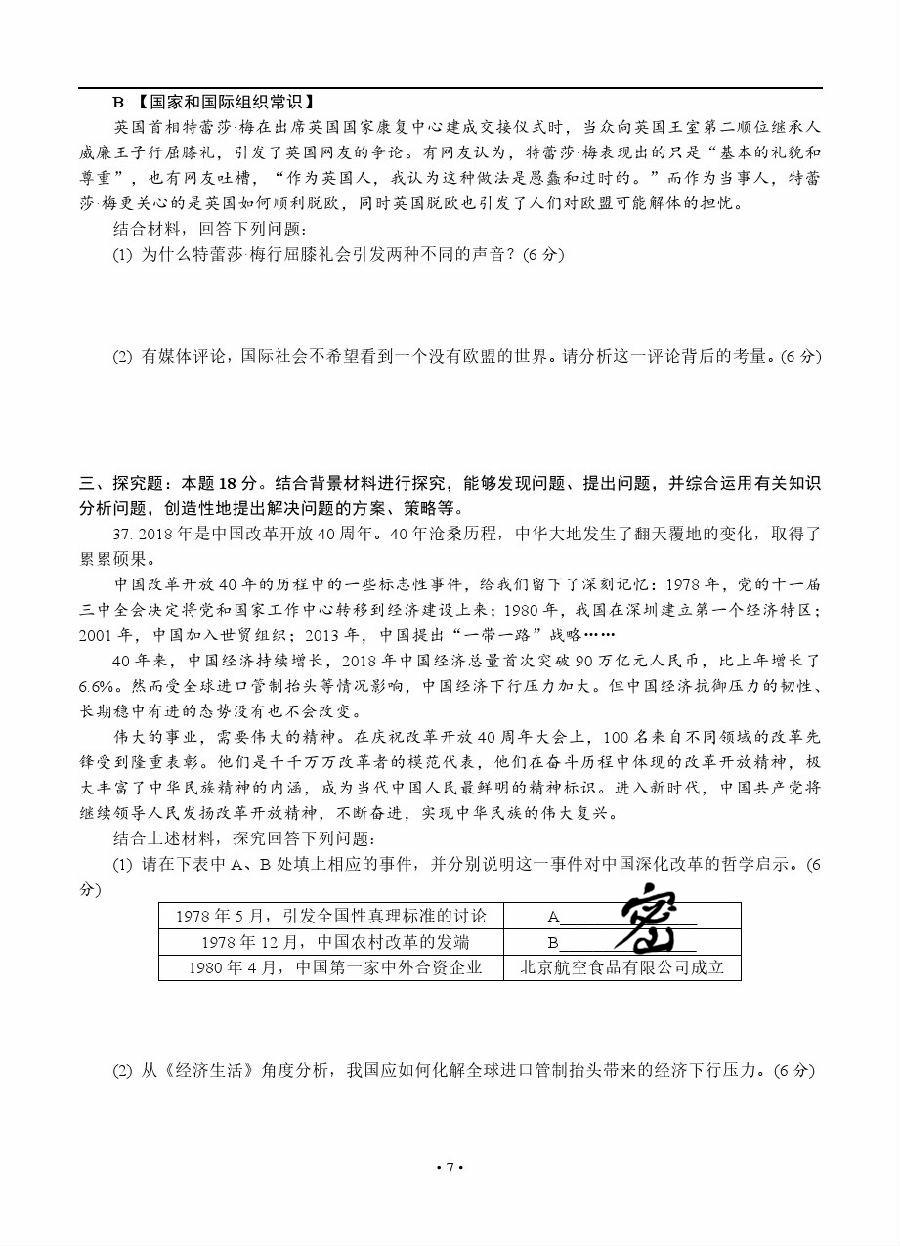 B 【国家和国际组织常识】
英国首相特蕾莎·梅在出席英国国家康复中心建成交接仪式时，当众向英国王室第二顺位继承人
威廉王子行屈膝礼，引发了英国网友的争论。有网友认为，特蕾莎·梅表现出的只是“基本的礼貌和
尊重”，也有网友吐槽，“作为英国人，我认为这种做法是愚蠢和过时的。”而作为当事人，特蕾
莎·梅更关心的是英国如何顺利脱欧，同时英国脱欧也引发了人们对欧盟可能解体的担忧。
结合材料，回答下列问题：
(1) 为什么特蕾莎·梅行屈膝礼会引发两种不同的声音？(6 分)
(2) 有媒体评论，国际社会不希望看到一个没有欧盟的世界。请分析这一评论背后的考量。(6 分)
三、探究题：本题 18 分。结合背景材料进行探究，能够发现问题、提出问题，并综合运用有关知识
分析问题，创造性地提出解决问题的方案、策略等。
37. 2018 年是中国改革开放 40 周年。40 年沧桑历程，中华大地发生了翻天覆地的变化，取得了
累累硕果。
中国改革开放 40 年的历程中的一些标志性事件，给我们留下了深刻记忆：1978 年，党的十一届
三中全会决定将党和国家工作中心转移到经济建设上来；1980 年，我国在深圳建立第一个经济特区；
2001 年，中国加入世贸组织；2013 年，中国提出“一带一路”战略……
40 年来，中国经济持续增长，2018 年中国经济总量首次突破 90 万亿元人民币，比上年增长了
6.6%。然而受全球进口管制抬头等情况影响，中国经济下行压力加大。但中国经济抗御压力的韧性、
长期稳中有进的态势没有也不会改变。
伟大的事业，需要伟大的精神。在庆祝改革开放 40 周年大会上，100 名来自不同领域的改革先
锋受到隆重表彰。他们是千千万万改革者的模范代表，他们在奋斗历程中体现的改革开放精神，极
大丰富了中华民族精神的内涵，成为当代中国人民最鲜明的精神标识。进入新时代，中国共产党将
继续领导人民发扬改革开放精神，不断奋进，实现中华民族的伟大复兴。
结合上述材料，探究回答下列问题：
(1) 请在下表中 A、B 处填上相应的事件，并分别说明这一事件对中国深化改革的哲学启示。(6
分)
1978 年 5 月，引发全国性真理标准的讨论 A________________
1978 年 12 月，中国农村改革的发端 B________________
密
1980 年 4 月，中国第一家中外合资企业 北京航空食品有限公司成立
(2) 从《经济生活》角度分析，我国应如何化解全球进口管制抬头带来的经济下行压力。(6 分)
• 7 •